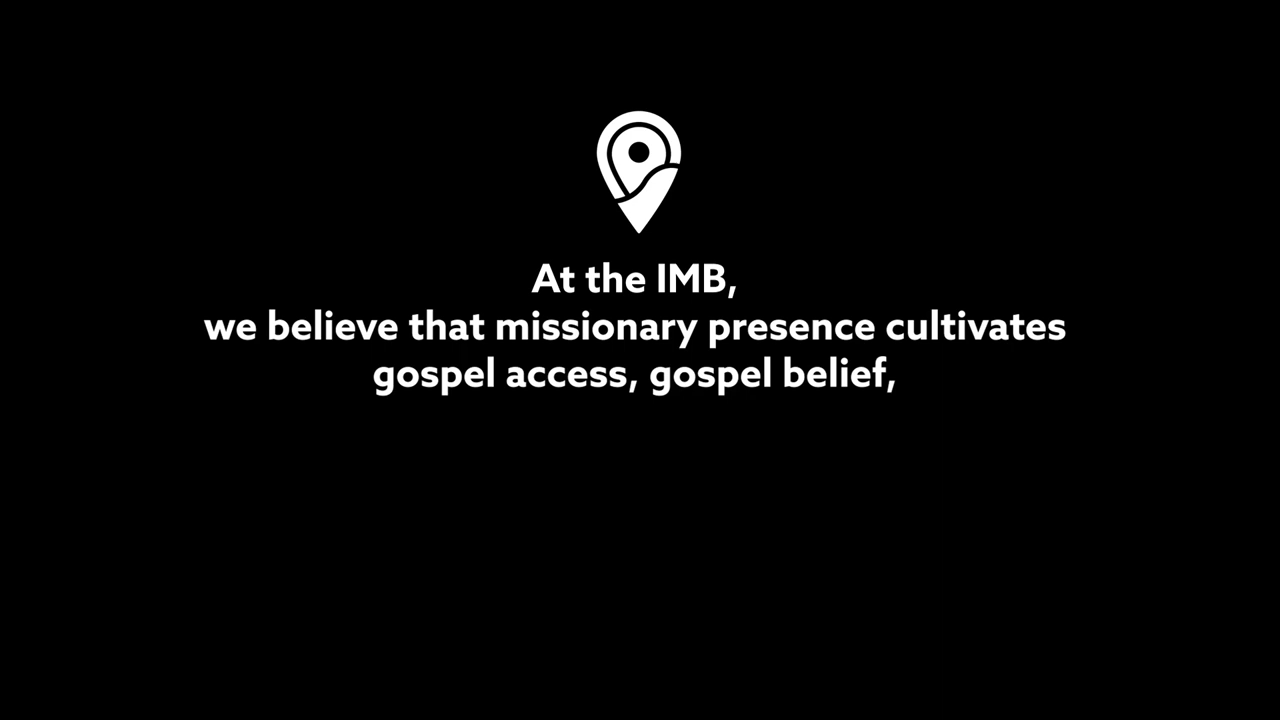 At the IMB,
we believe that missionary presence cultivates
gospel access, gospel belief,